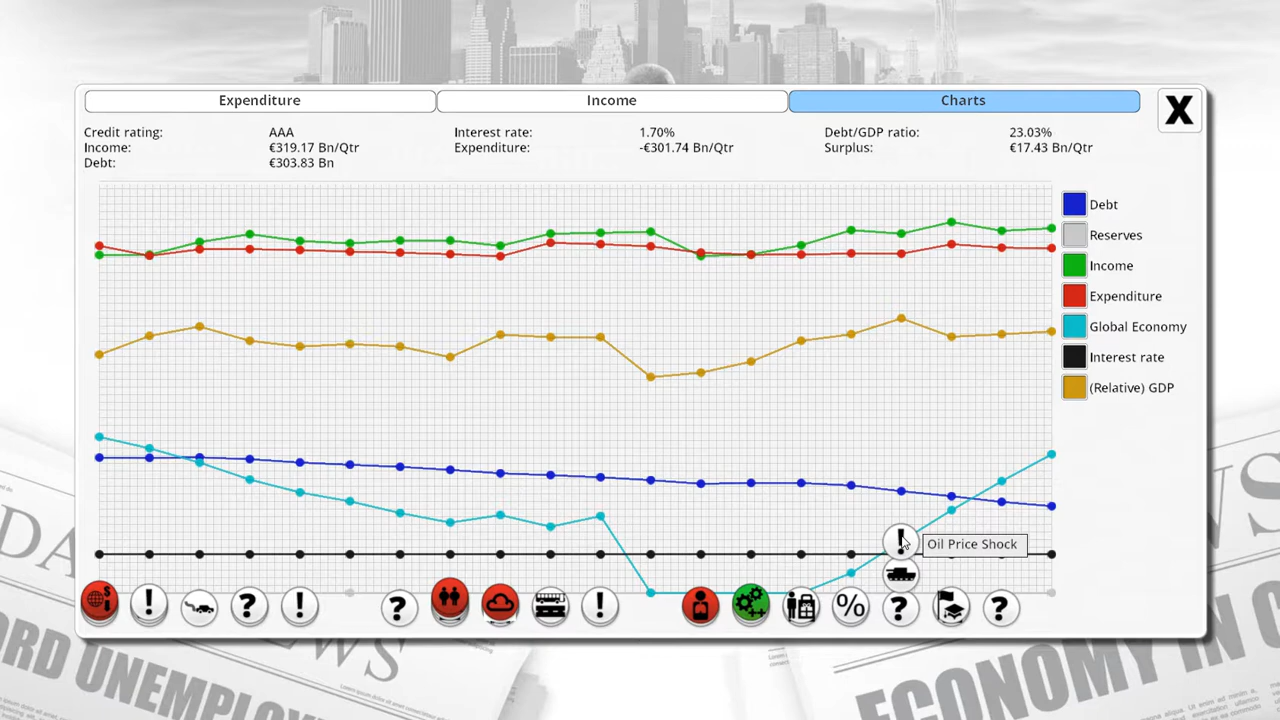 Expenditure
Income
Charts
X
Credit rating: AAA
Interest rate: 1.70%
Debt/GDP ratio: 23.03%
Income: €319.17 Bn/Qtr
Expenditure: -€301.74 Bn/Qtr
Surplus: €17.43 Bn/Qtr
Debt: €303.83 Bn
Debt
Reserves
Income
Expenditure
Global Economy
Interest rate
(Relative) GDP
Oil Price Shock
! ? ! ? ! % ? ?
ORD UNEMPLO
ECONOMY IN C